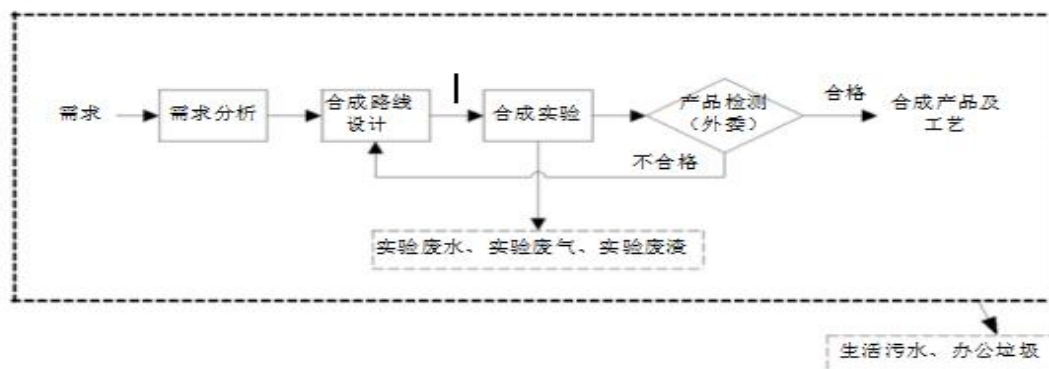 需求
需求分析
合成路线
设计
合成实验
产品检测
（外委）
合格
合成产品及
工艺
不合格
实验废水、实验废气、实验废渣
生活污水、办公垃圾